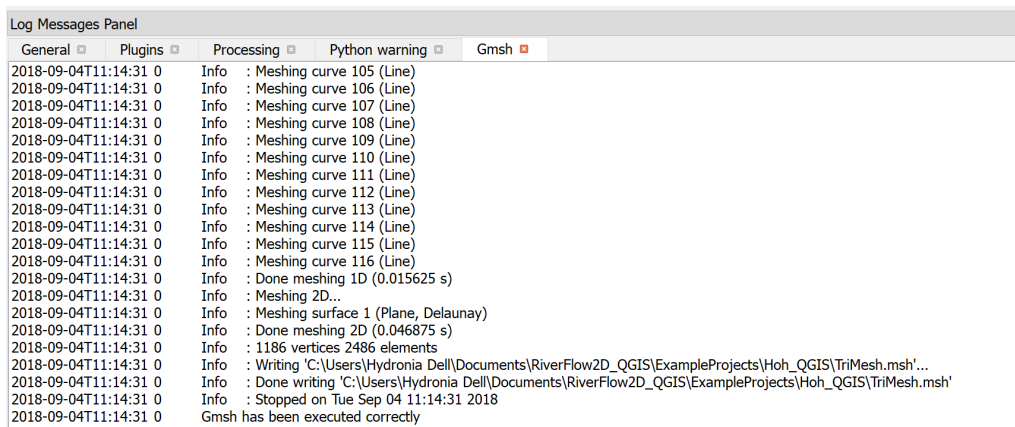 Log Messages Panel
General Plugins Processing Python warning Gmsh
2018-09-04T11:14:31 0 Info : Meshing curve 105 (Line)
2018-09-04T11:14:31 0 Info : Meshing curve 106 (Line)
2018-09-04T11:14:31 0 Info : Meshing curve 107 (Line)
2018-09-04T11:14:31 0 Info : Meshing curve 108 (Line)
2018-09-04T11:14:31 0 Info : Meshing curve 109 (Line)
2018-09-04T11:14:31 0 Info : Meshing curve 110 (Line)
2018-09-04T11:14:31 0 Info : Meshing curve 111 (Line)
2018-09-04T11:14:31 0 Info : Meshing curve 112 (Line)
2018-09-04T11:14:31 0 Info : Meshing curve 113 (Line)
2018-09-04T11:14:31 0 Info : Meshing curve 114 (Line)
2018-09-04T11:14:31 0 Info : Meshing curve 115 (Line)
2018-09-04T11:14:31 0 Info : Meshing curve 116 (Line)
2018-09-04T11:14:31 0 Info : Done meshing 1D (0.015625 s)
2018-09-04T11:14:31 0 Info : Meshing 2D...
2018-09-04T11:14:31 0 Info : Meshing surface 1 (Plane, Delaunay)
2018-09-04T11:14:31 0 Info : Done meshing 2D (0.046875 s)
2018-09-04T11:14:31 0 Info : 1186 vertices 2486 elements
2018-09-04T11:14:31 0 Info : Writing 'C:\Users\Hydronia Dell\Documents\RiverFlow2D_QGIS\ExampleProjects\Hoh_QGIS\TriMesh.msh'...
2018-09-04T11:14:31 0 Info : Done writing 'C:\Users\Hydronia Dell\Documents\RiverFlow2D_QGIS\ExampleProjects\Hoh_QGIS\TriMesh.msh'
2018-09-04T11:14:31 0 Info : Stopped on Tue Sep 04 11:14:31 2018
2018-09-04T11:14:31 0 Gmsh has been executed correctly